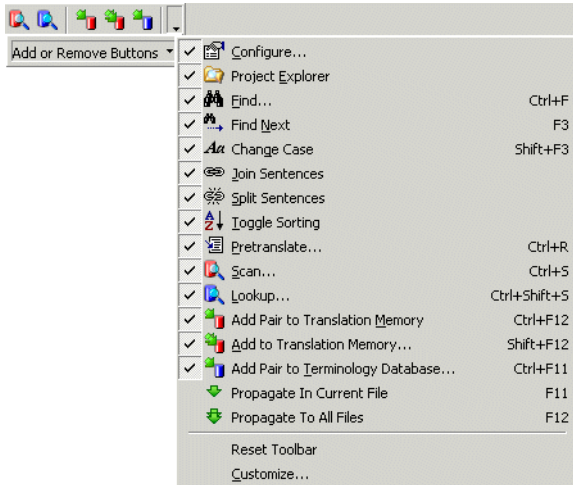 Add or Remove Buttons
Configure...
Project Explorer
Find... Ctrl+F
Find Next F3
Aa Change Case Shift+F3
Join Sentences
Split Sentences
A Z Toggle Sorting
Pretranslate... Ctrl+R
Scan... Ctrl+S
Lookup... Ctrl+Shift+S
Add Pair to Translation Memory Ctrl+F12
Add to Translation Memory... Shift+F12
Add Pair to Terminology Database... Ctrl+F11
Propagate In Current File F11
Propagate To All Files F12
Reset Toolbar
Customize...